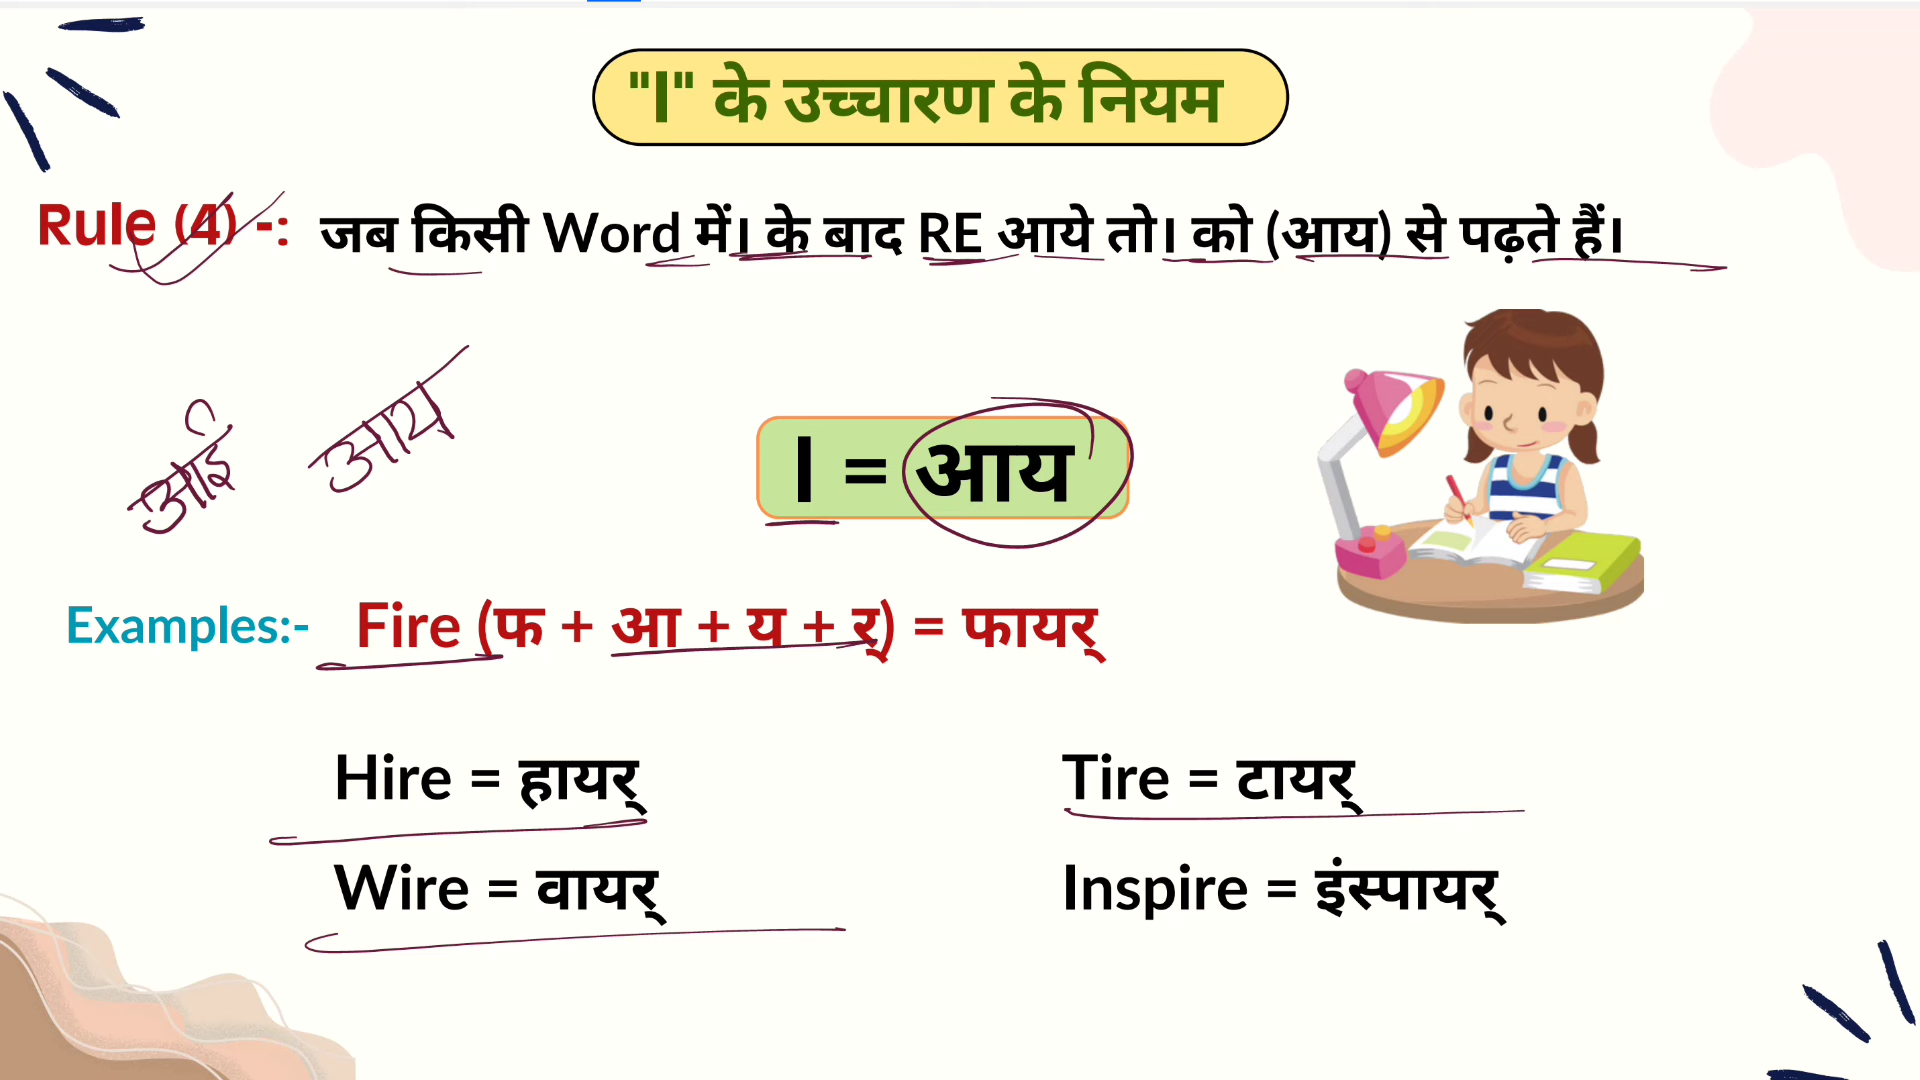 "I" के उच्चारण के नियम
Rule (4) -: जब किसी Word में I के बाद RE आये तो I को (आय) से पढ़ते हैं।
आई आय
I = आय
Examples:- Fire (फ + आ + य + र्) = फायर्
Hire = हायर् Tire = टायर्
Wire = वायर् Inspire = इंस्पायर्